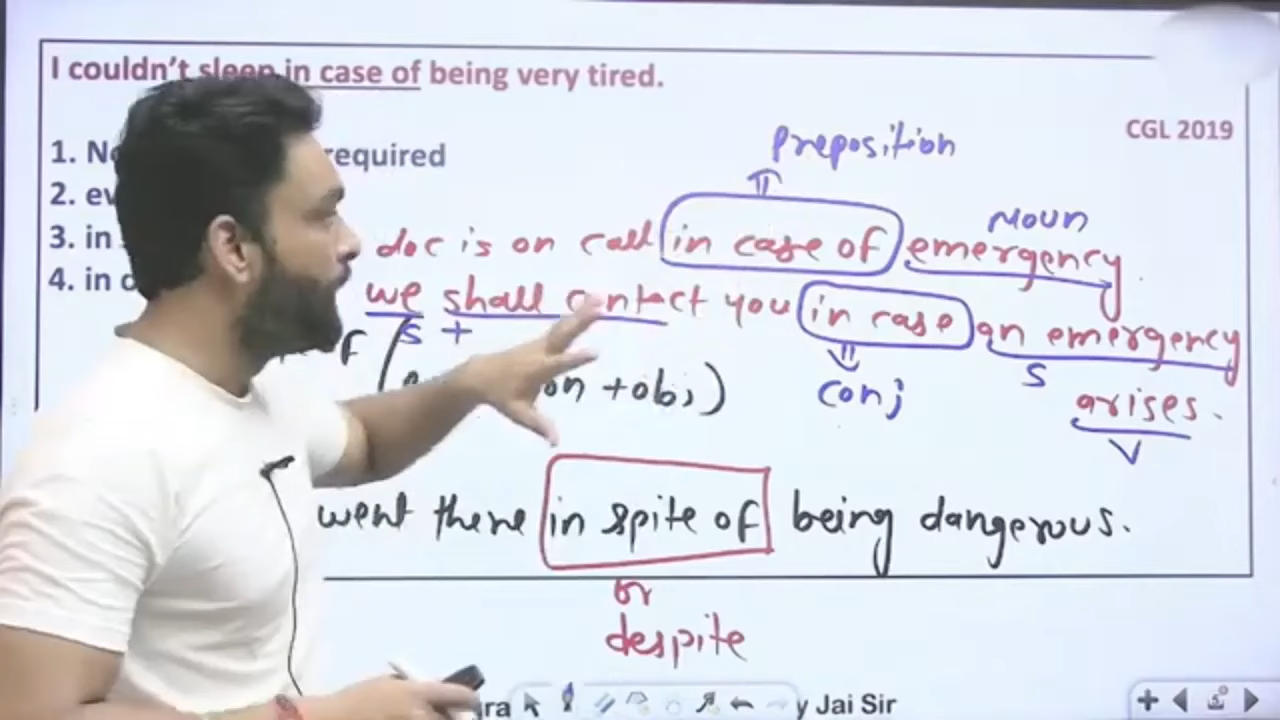 I couldn't sleep in case of being very tired.
CGL 2019
1. No required
preposition
2.
Noun
3. in
doc is on call in case of emergency.
4. in
we shall contact you in case an emergency
S +
S
conj
arises.
+obj)
V
went there in spite of being dangerous.
or
despite
y Jai Sir